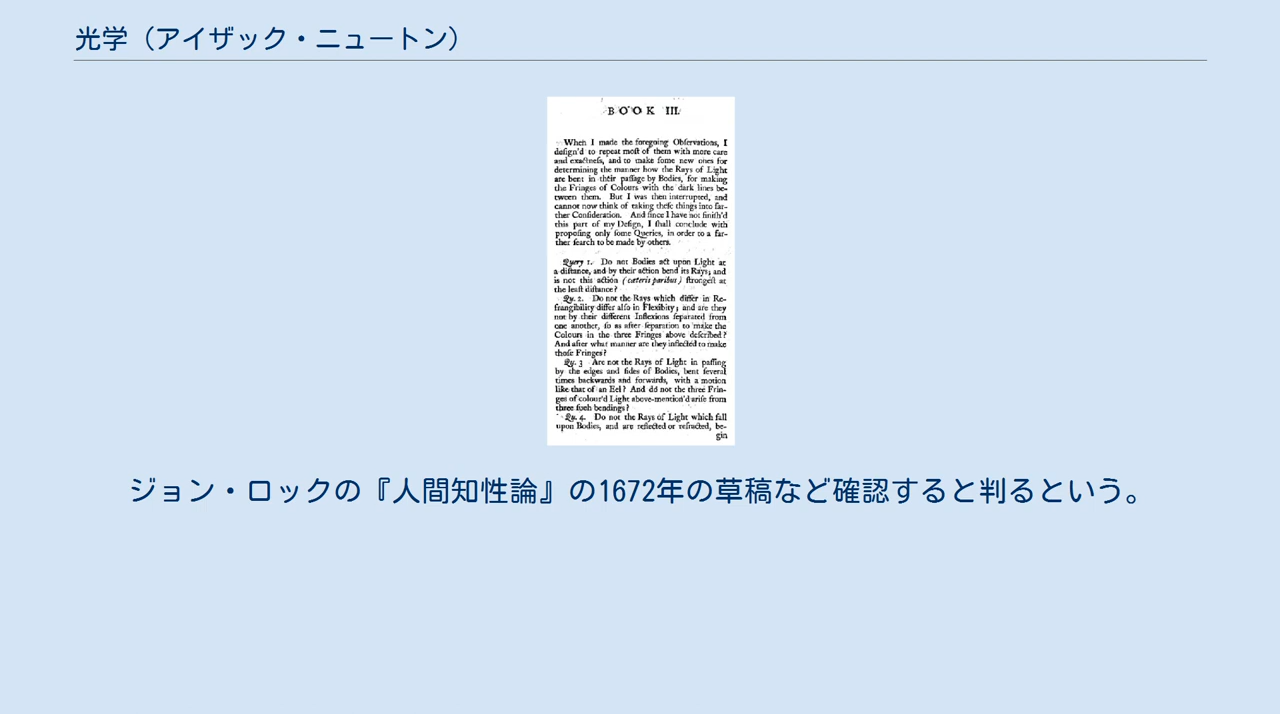 光学（アイザック・ニュートン）
BOOK III.
When I made the foregoing Obſervations, I
deſign'd to repeat moſt of them with more care
and exactneſs, and to make ſome new ones for
determining the manner how the Rays of Light
are bent in their paſſage by Bodies, for making
the Fringes of Colours with the dark lines be-
tween them. But I was then interrupted, and
cannot now think of taking theſe things into far-
ther Conſideration. And ſince I have not finiſh'd
this part of my Deſign, I ſhall conclude with
propoſing only ſome Queries, in order to a far-
ther ſearch to be made by others.
Query 1. Do not Bodies act upon Light at
a diſtance, and by their action bend its Rays; and
is not this action (cæteris paribus) ſtrongeſt at
the leaſt diſtance?
Qu. 2. Do not the Rays which differ in Re-
frangibility differ alſo in Flexibity; and are they
not by their different Inflexions ſeparated from
one another, ſo as after ſeparation to make the
Colours in the three Fringes above deſcribed?
And after what manner are they inflected to make
thoſe Fringes?
Qu. 3 Are not the Rays of Light in paſſing
by the edges and ſides of Bodies, bent ſeveral
times backwards and forwards, with a motion
like that of an Eel? And do not the three Frin-
ges of colour'd Light above-mention'd ariſe from
three ſuch bendings?
Qu. 4. Do not the Rays of Light which fall
upon Bodies, and are reflected or refracted, be-
gin
ジョン・ロックの『人間知性論』の1672年の草稿など確認すると判るという。